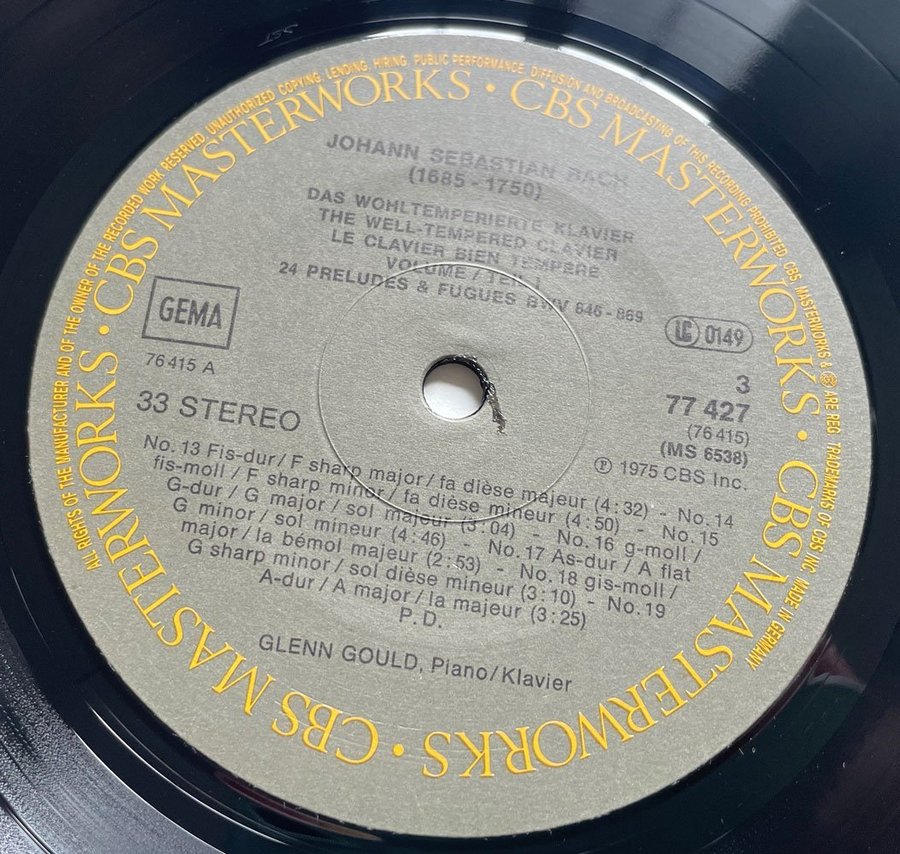 ALL RIGHTS OF THE MANUFACTURER AND OF THE OWNER OF THE RECORDED WORK RESERVED, UNAUTHORIZED COPYING, LENDING, HIRING, PUBLIC PERFORMANCE, DIFFUSION AND BROADCASTING OF THIS RECORDING PROHIBITED. CBS, MASTERWORKS & ARE REG. TRADEMARKS OF CBS INC MADE IN GERMANY
CBS MASTERWORKS • CBS MASTERWORKS • CBS MASTERWORKS • CBS MASTERWORKS •
JOHANN SEBASTIAN BACH
(1685 - 1750)
DAS WOHLTEMPERIERTE KLAVIER
THE WELL-TEMPERED CLAVIER
LE CLAVIER BIEN TEMPERÉ
VOLUME / TEIL I
24 PRELUDES & FUGUES BWV 846 - 869
GEMA
LC 0149
76 415 A
33 STEREO
3
77 427
(76 415)
(MS 6538)
Ⓟ 1975 CBS Inc.
No. 13 Fis-dur / F sharp major / fa dièse majeur (4:32) - No. 14
fis-moll / F sharp minor / fa dièse mineur (4:50) - No. 15
G-dur / G major / sol majeur (3:04) - No. 16 g-moll /
G minor / sol mineur (4:46) - No. 17 As-dur / A flat
major / la bémol majeur (2:53) - No. 18 gis-moll /
G sharp minor / sol dièse mineur (3:10) - No. 19
A-dur / A major / la majeur (3:25)
P.D.
GLENN GOULD, Piano / Klavier